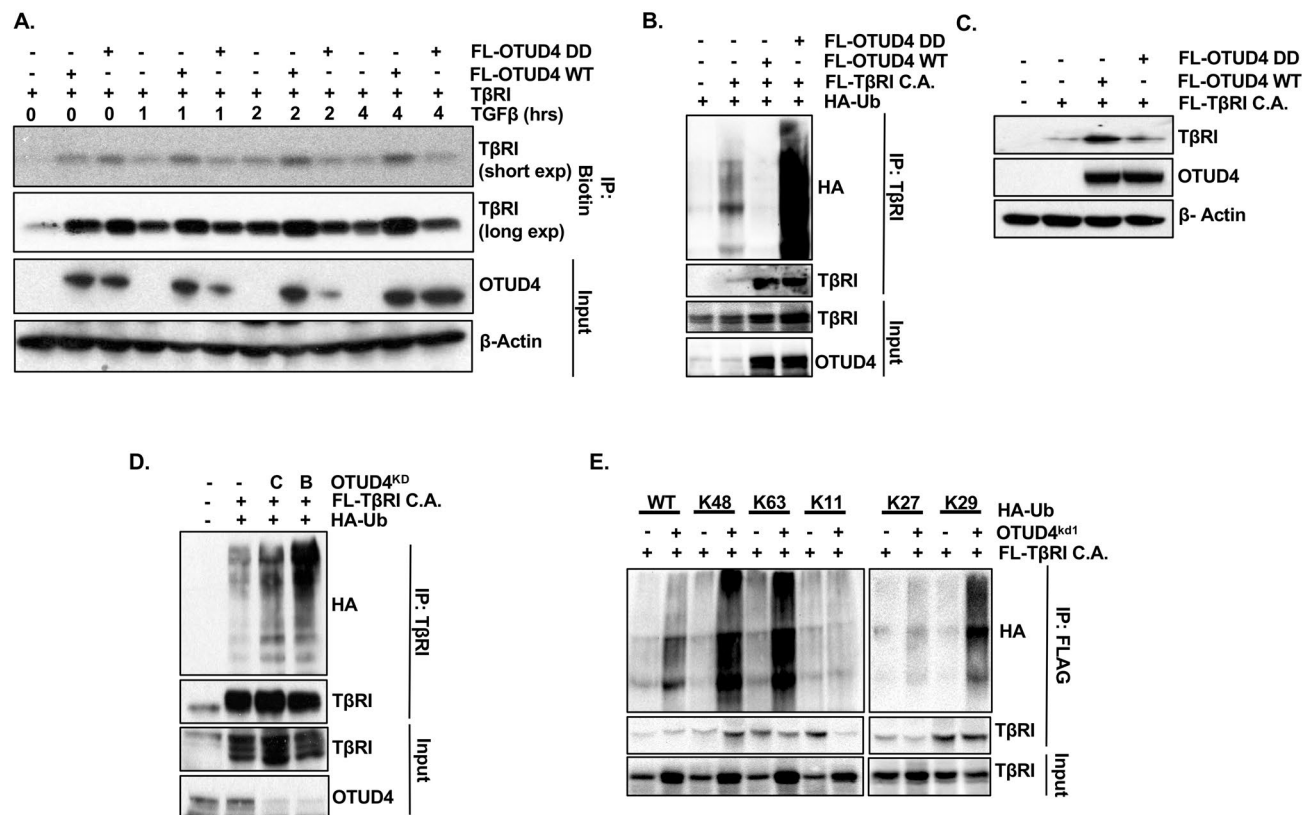 A.
- - + - - + - - + - - + FL-OTUD4 DD
- + - - + - - + - - + - FL-OTUD4 WT
+ + + + + + + + + + + + TβRI
0 0 0 1 1 1 2 2 2 4 4 4 TGFβ (hrs)
TβRI
(short exp)
TβRI
(long exp)
IP:
Biotin
OTUD4
β-Actin
Input
B.
- - - + FL-OTUD4 DD
- - + - FL-OTUD4 WT
- + + + FL-TβRI C.A.
+ + + + HA-Ub
HA
TβRI
IP: TβRI
TβRI
OTUD4
Input
C.
- - - + FL-OTUD4 DD
- - + - FL-OTUD4 WT
- + + + FL-TβRI C.A.
TβRI
OTUD4
β- Actin
D.
- - C B OTUD4KD
- + + + FL-TβRI C.A.
- + + + HA-Ub
HA
TβRI
IP: TβRI
TβRI
OTUD4
Input
E.
WT K48 K63 K11 K27 K29 HA-Ub
- + - + - + - + - + - + OTUD4kd1
+ + + + + + + + + + + + FL-TβRI C.A.
HA
TβRI
IP: FLAG
TβRI
Input